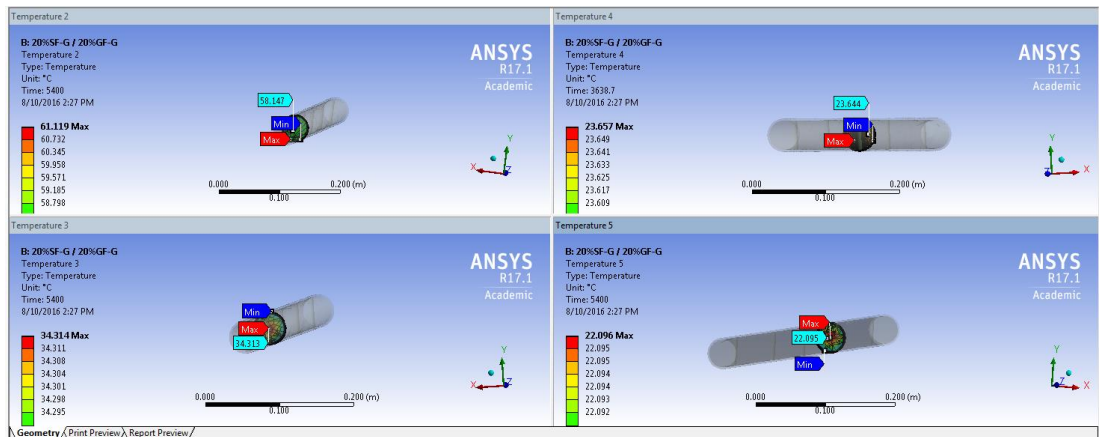 Temperature 2
B: 20%SF-G / 20%GF-G
Temperature 2
Type: Temperature
Unit: °C
Time: 5400
8/10/2016 2:27 PM
61.119 Max
60.732
60.345
59.958
59.571
59.185
58.798
58.147
Min
Max
ANSYS
R17.1
Academic
Y
X
Z
0.000
0.200 (m)
0.100
Temperature 4
B: 20%SF-G / 20%GF-G
Temperature 4
Type: Temperature
Unit: °C
Time: 3638.7
8/10/2016 2:27 PM
23.657 Max
23.649
23.641
23.633
23.625
23.617
23.609
23.644
Min
Max
ANSYS
R17.1
Academic
Y
X
Z
0.000
0.200 (m)
0.100
Temperature 3
B: 20%SF-G / 20%GF-G
Temperature 3
Type: Temperature
Unit: °C
Time: 5400
8/10/2016 2:27 PM
34.314 Max
34.311
34.308
34.304
34.301
34.298
34.295
Min
Max
34.313
ANSYS
R17.1
Academic
Y
X
Z
0.000
0.200 (m)
0.100
Temperature 5
B: 20%SF-G / 20%GF-G
Temperature 5
Type: Temperature
Unit: °C
Time: 5400
8/10/2016 2:27 PM
22.096 Max
22.095
22.095
22.094
22.094
22.093
22.092
Max
22.095
Min
ANSYS
R17.1
Academic
Y
Z
X
0.000
0.200 (m)
0.100
Geometry Print Preview Report Preview